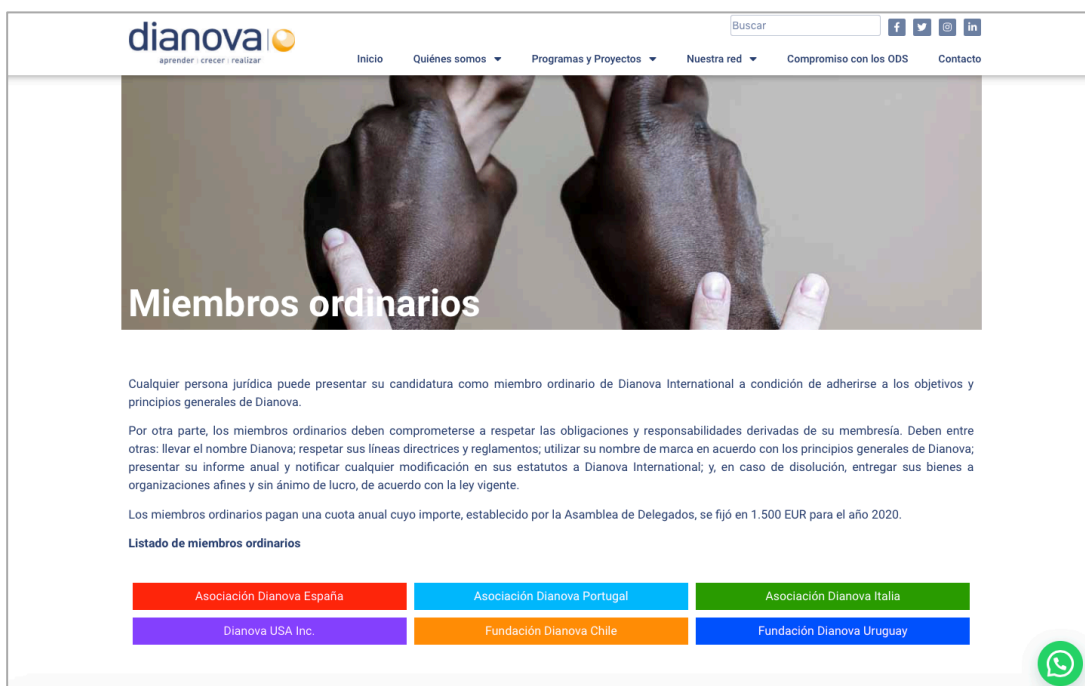 Buscar
dianova
aprender crecer realizar
Inicio
Quiénes somos
Programas y Proyectos
Nuestra red
Compromiso con los ODS
Contacto
Miembros ordinarios
Cualquier persona jurídica puede presentar su candidatura como miembro ordinario de Dianova International a condición de adherirse a los objetivos y
principios generales de Dianova.
Por otra parte, los miembros ordinarios deben comprometerse a respetar las obligaciones y responsabilidades derivadas de su membresía. Deben entre
otras: llevar el nombre Dianova; respetar sus líneas directrices y reglamentos; utilizar su nombre de marca en acuerdo con los principios generales de Dianova;
presentar su informe anual y notificar cualquier modificación en sus estatutos a Dianova International; y, en caso de disolución, entregar sus bienes a
organizaciones afines y sin ánimo de lucro, de acuerdo con la ley vigente.
Los miembros ordinarios pagan una cuota anual cuyo importe, establecido por la Asamblea de Delegados, se fijó en 1.500 EUR para el año 2020.
Listado de miembros ordinarios
Asociación Dianova España
Asociación Dianova Portugal
Asociación Dianova Italia
Dianova USA Inc.
Fundación Dianova Chile
Fundación Dianova Uruguay